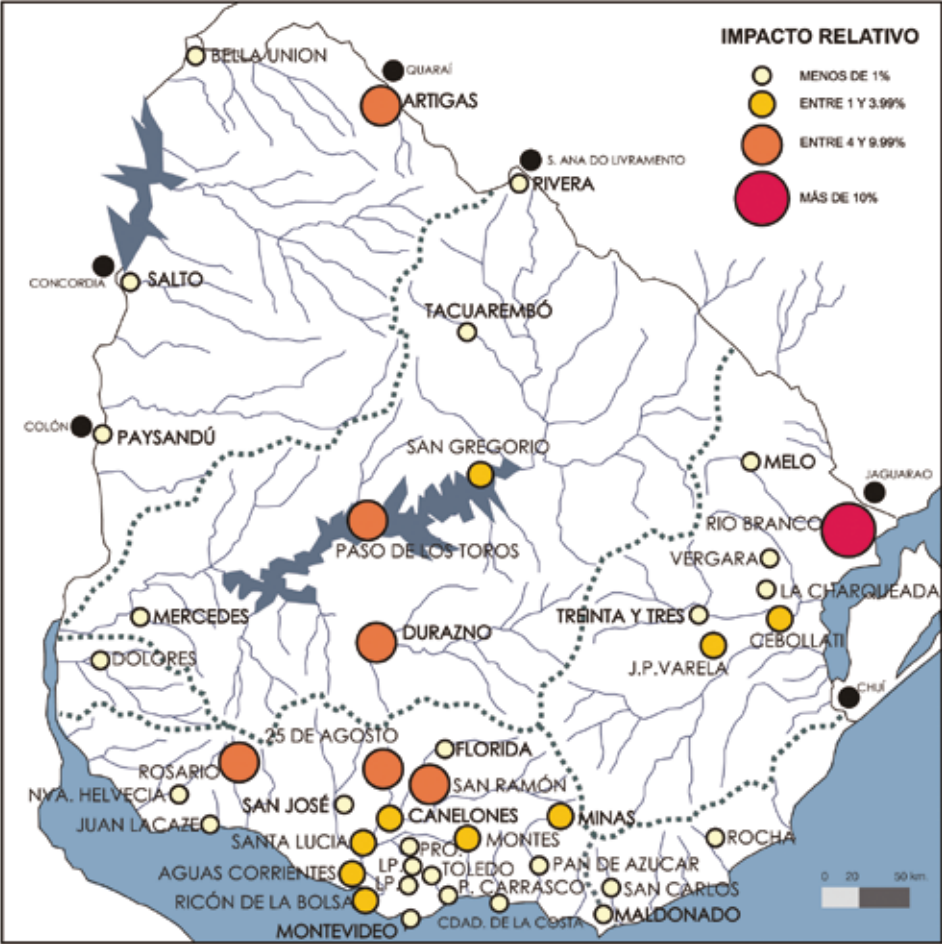 IMPACTO RELATIVO
MENOS DE 1%
ENTRE 1 Y 3.99%
ENTRE 4 Y 9.99%
MÁS DE 10%
BELLA UNION
QUARAÍ
ARTIGAS
S. ANA DO LIVRAMENTO
RIVERA
CONCORDIA
SALTO
TACUAREMBÓ
COLÓN
PAYSANDÚ
SAN GREGORIO
MELO
JAGUARAO
RIO BRANCO
PASO DE LOS TOROS
VERGARA
LA CHARQUEADA
MERCEDES
TREINTA Y TRES
CEBOLLATI
DURAZNO
DOLORES
J.P.VARELA
CHUÍ
25 DE AGOSTO
FLORIDA
ROSARIO
SAN RAMÓN
NVA. HELVECIA
SAN JOSÉ
CANELONES
MINAS
JUAN LACAZE
SANTA LUCIA
PRO.
MONTES
ROCHA
AGUAS CORRIENTES
LP.
TOLEDO
PAN DE AZUCAR
LP.
P. CARRASCO
SAN CARLOS
RICÓN DE LA BOLSA
CDAD. DE LA COSTA
MALDONADO
MONTEVIDEO
0 20 50 km.